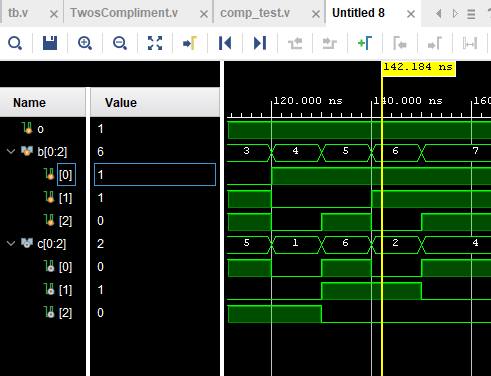 tb.v × TwosCompliment.v × comp_test.v × Untitled 8 ×
142.184 ns
120.000 ns 140.000 ns 160
Name Value
o 1
b[0:2] 6 3 4 5 6 7
[0] 1
[1] 1
[2] 0
c[0:2] 2 5 1 6 2 4
[0] 0
[1] 1
[2] 0